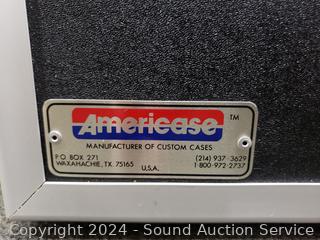 Americase ™
MANUFACTURER OF CUSTOM CASES
P.O. BOX 271 (214) 937-3629
WAXAHACHIE, TX 75165 U.S.A. 1-800-972-2737
Copyright © 2024 - Sound Auction Service